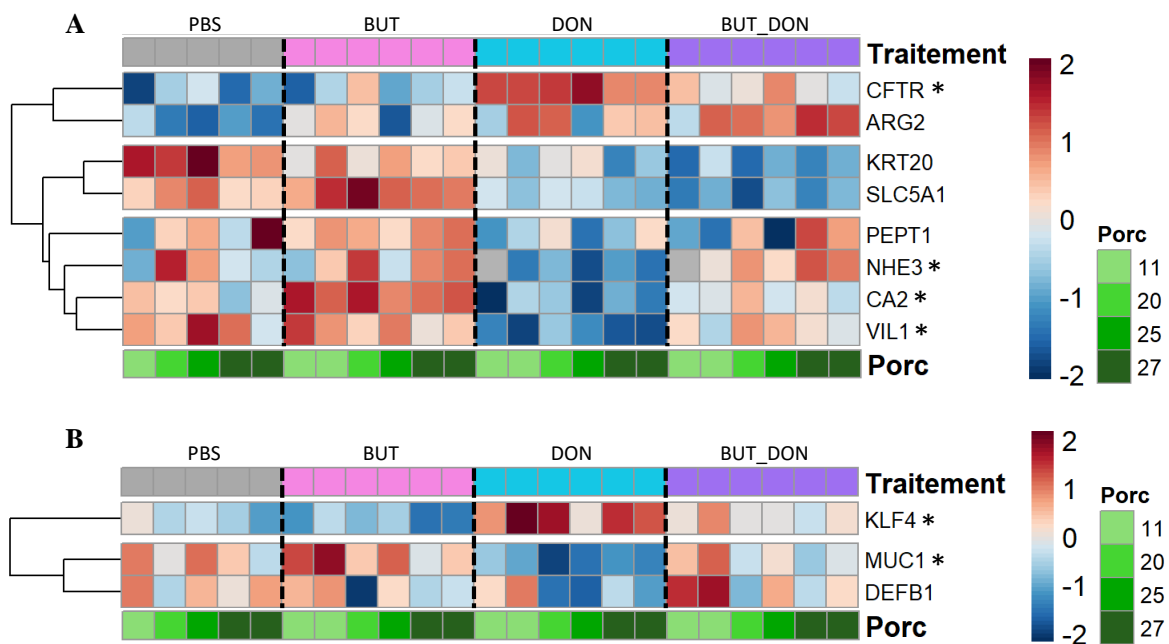 A
PBS BUT DON BUT_DON
Traitement
CFTR *
ARG2
KRT20
SLC5A1
PEPT1
NHE3 *
CA2 *
VIL1 *
Porc
2
1
0
-1
-2
Porc
11
20
25
27
B
PBS BUT DON BUT_DON
Traitement
KLF4 *
MUC1 *
DEFB1
Porc
2
1
0
-1
-2
Porc
11
20
25
27